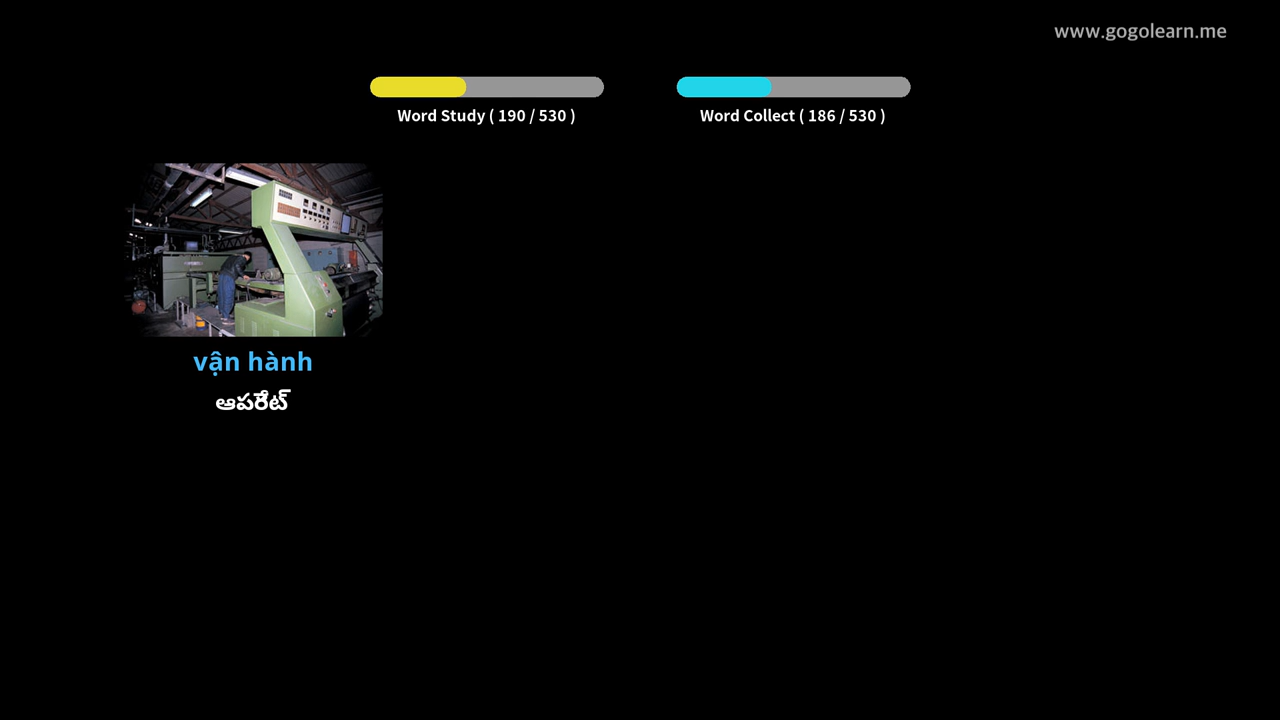 www.gogolearn.me
Word Study ( 190 / 530 )
Word Collect ( 186 / 530 )
vận hành
ఆపరేట్